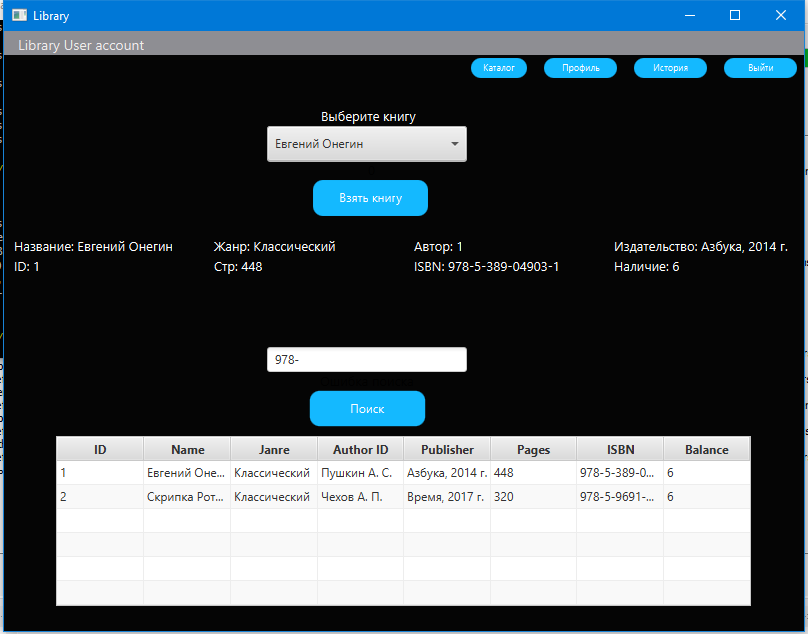 Library
Library User account
Каталог Профиль История Выйти
Выберите книгу
Евгений Онегин
Взять книгу
Название: Евгений Онегин Жанр: Классический Автор: 1 Издательство: Азбука, 2014 г.
ID: 1 Стр: 448 ISBN: 978-5-389-04903-1 Наличие: 6
978-
Поиск
ID Name Janre Author ID Publisher Pages ISBN Balance
1 Евгений Оне... Классический Пушкин А. С. Азбука, 2014 г. 448 978-5-389-0... 6
2 Скрипка Рот... Классический Чехов А. П. Время, 2017 г. 320 978-5-9691-... 6